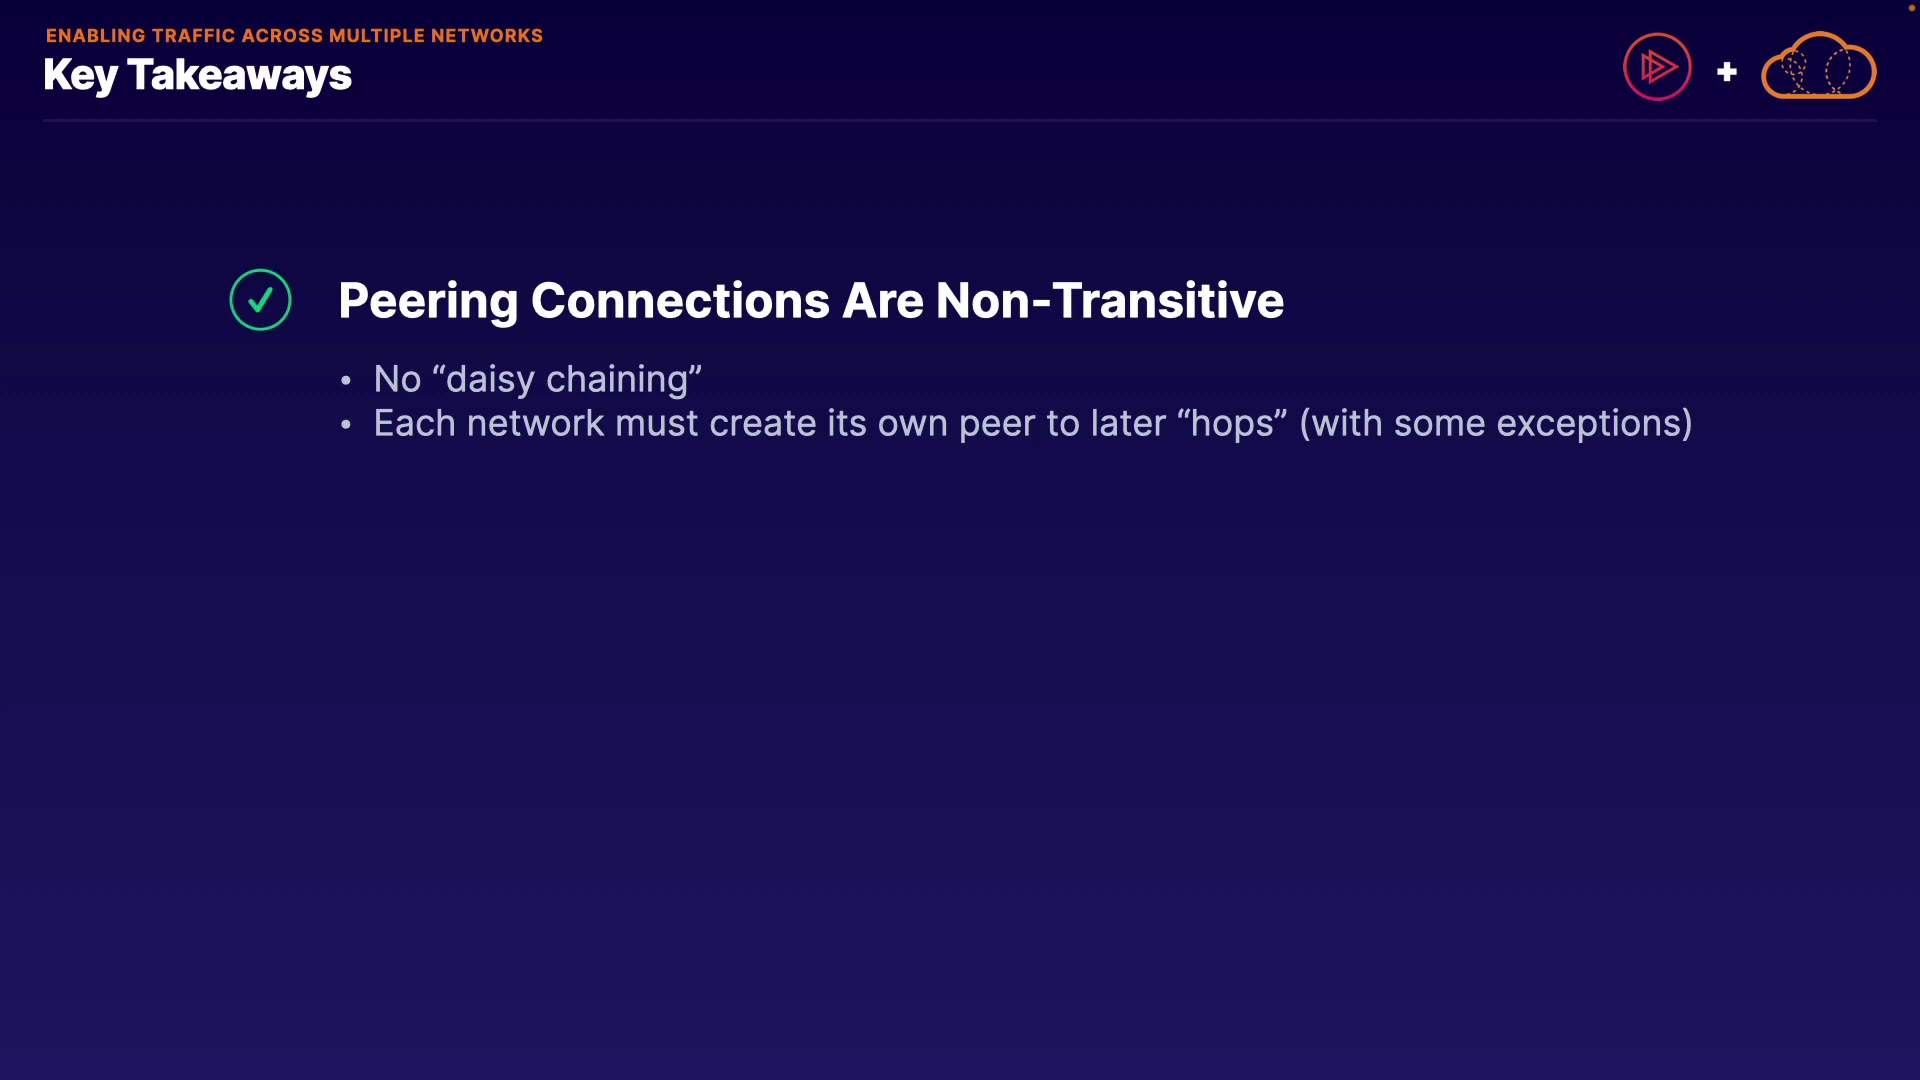 ENABLING TRAFFIC ACROSS MULTIPLE NETWORKS
Key Takeaways
Peering Connections Are Non-Transitive
• No “daisy chaining”
• Each network must create its own peer to later “hops” (with some exceptions)